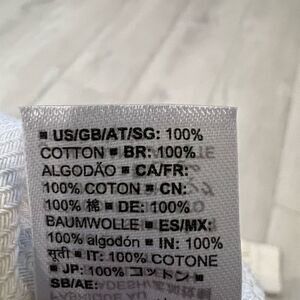 ▪ US/GB/AT/SG: 100%
COTTON ▪ BR: 100%
ALGODÃO ▪ CA/FR:
100% COTON ▪ CN:
100% 棉 ▪ DE: 100%
BAUMWOLLE ▪ ES/MX:
100% algodón ▪ IN: 100%
सूती ▪ IT: 100% COTONE
▪ JP: 100% コットン ▪
SB/AE: